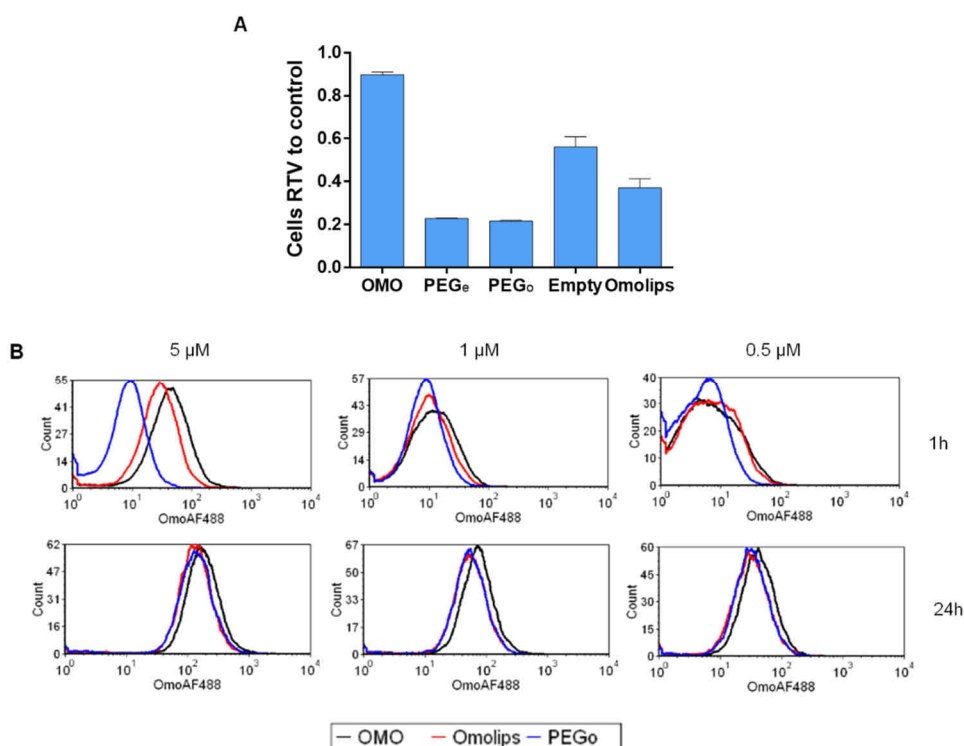 A
Cells RTV to control
1.0
0.8
0.6
0.4
0.2
0.0
OMO PEGe PEGo Empty Omolips
B
5 µM 1 µM 0.5 µM
Count
55
41
27
14
0
10⁰ 10¹ 10² 10³ 10⁴
OmoAF488
Count
57
43
29
14
0
10⁰ 10¹ 10² 10³ 10⁴
OmoAF488
Count
40
30
20
10
0
10⁰ 10¹ 10² 10³ 10⁴
OmoAF488
1h
Count
62
47
31
16
0
10⁰ 10¹ 10² 10³ 10⁴
OmoAF488
Count
67
50
34
17
0
10⁰ 10¹ 10² 10³ 10⁴
OmoAF488
Count
60
45
30
15
0
10⁰ 10¹ 10² 10³ 10⁴
OmoAF488
24h
OMO Omolips PEGo